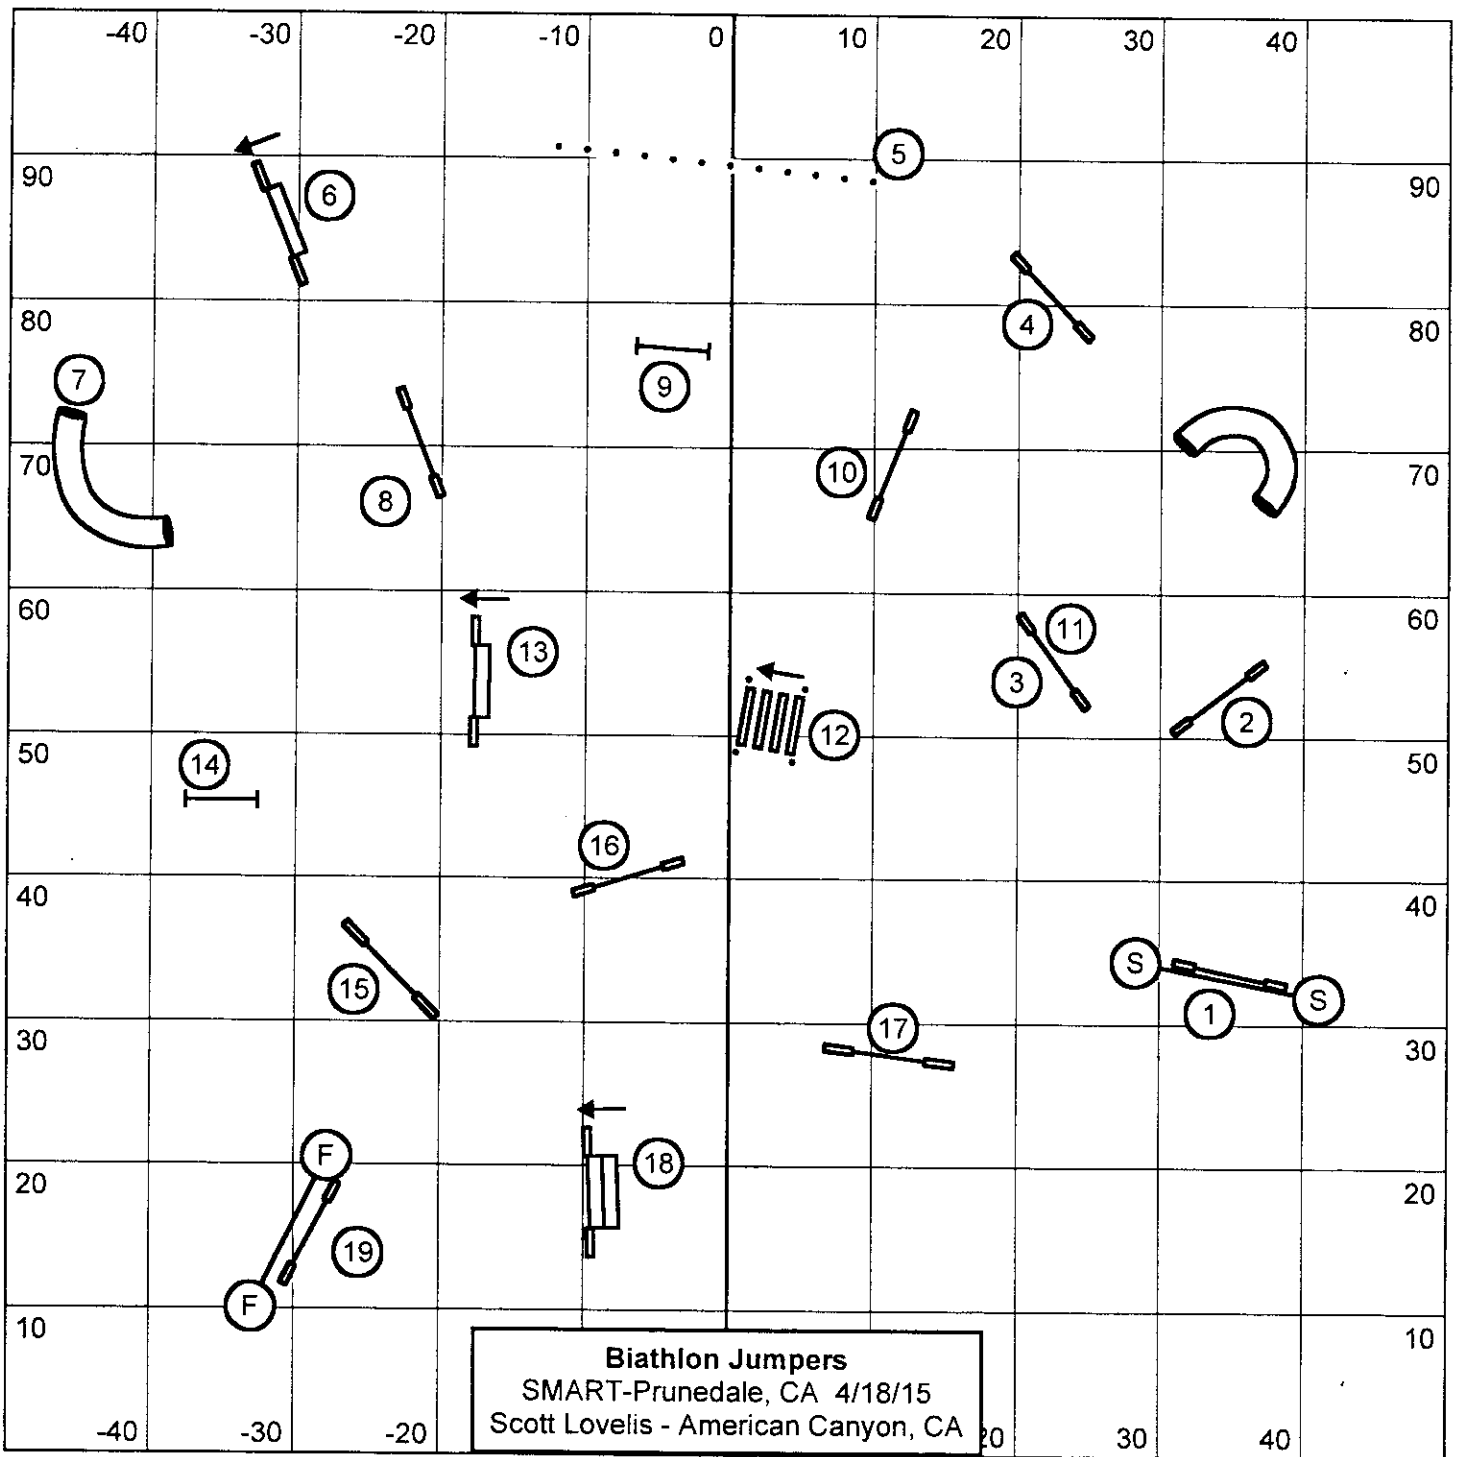 -40 -30 -20 -10 0 10 20 30 40
5
90 90
6
80 4 80
7 9
70 8 10 70
60 11 60
13 3
12 2
50 14 50
16
40 40
15 S S
17 1
30 30
F 18
20 20
19
F
10 10
Biathlon Jumpers
SMART-Prunedale, CA 4/18/15
Scott Lovelis - American Canyon, CA
-40 -30 -20 20 30 40